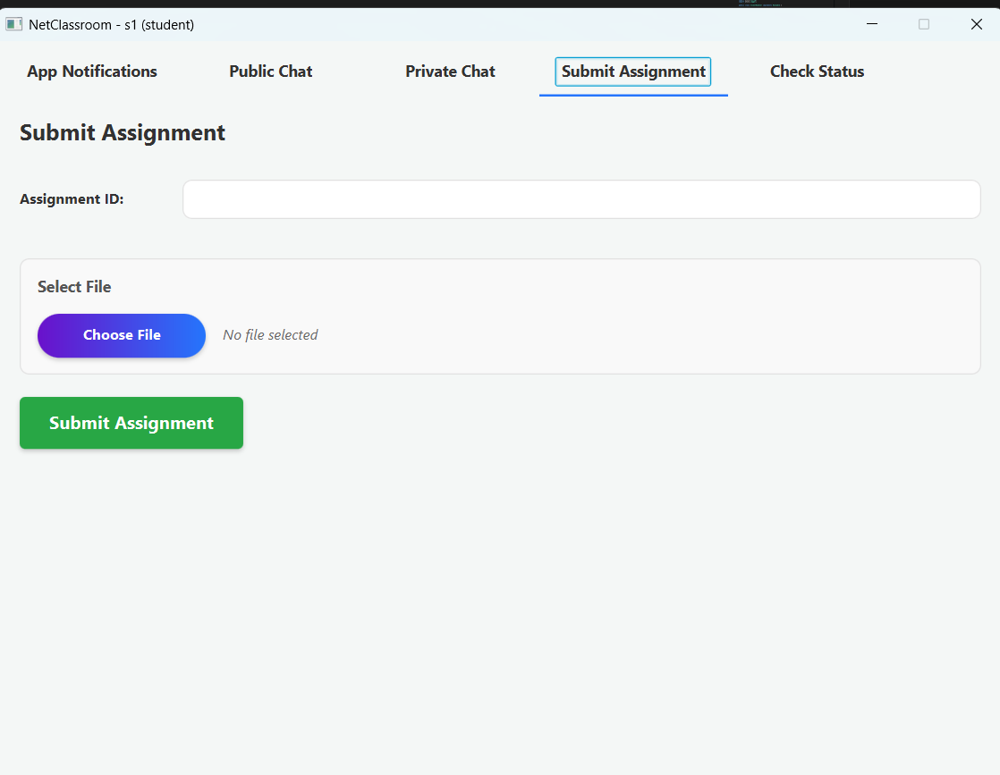 NetClassroom - s1 (student)
App Notifications Public Chat Private Chat Submit Assignment Check Status
Submit Assignment
Assignment ID:
Select File
Choose File No file selected
Submit Assignment